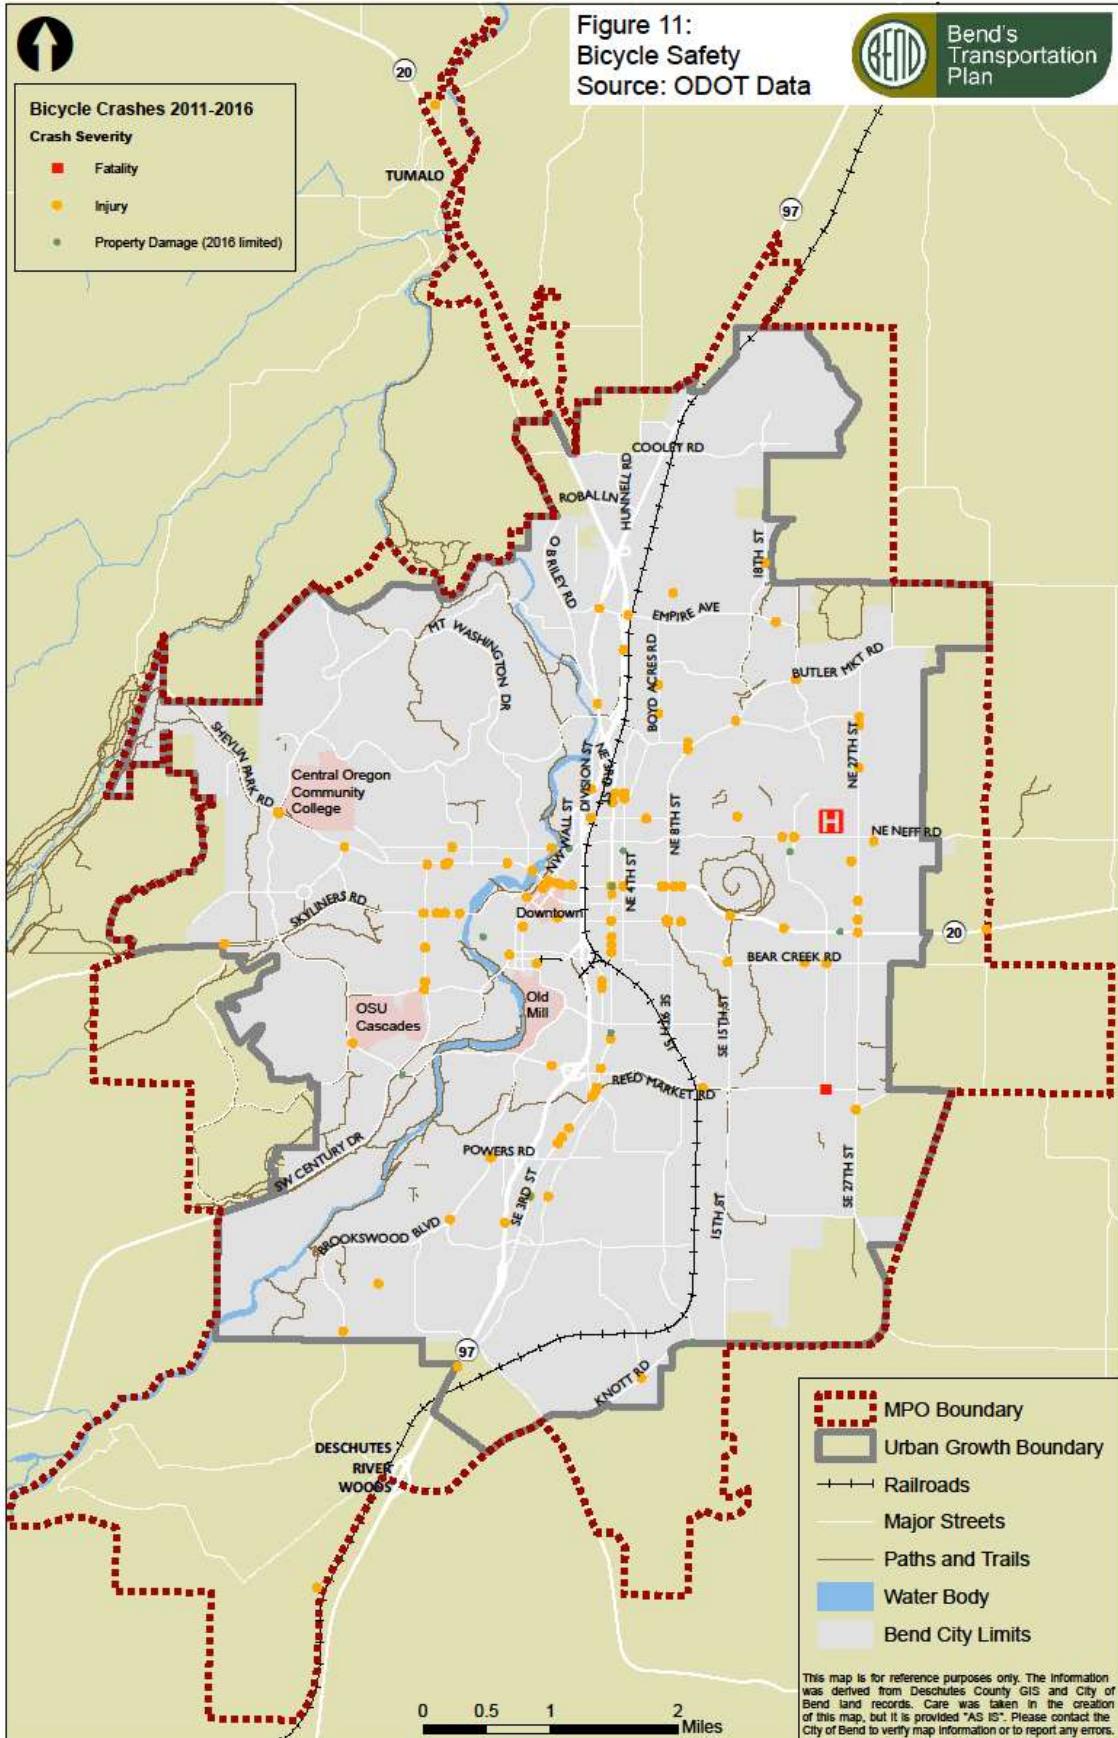 Figure 11:
Bicycle Safety
Source: ODOT Data
BEND
Bend's
Transportation
Plan
Bicycle Crashes 2011-2016
Crash Severity
Fatality
Injury
Property Damage (2016 limited)
20
TUMALO
97
COOLEY RD
HUNNELL RD
ROBAL LN
O B RILEY RD
18TH ST
EMPIRE AVE
MT WASHINGTON DR
BOYD ACRES RD
BUTLER MKT RD
SHEVLIN PARK RD
Central Oregon
Community
College
DIVISION ST
NE 3RD ST
NE 27TH ST
NW WALL ST
NE 8TH ST
H
NE NEFF RD
NE 4TH ST
SKYLINERS RD
Downtown
20
BEAR CREEK RD
OSU
Cascades
Old
Mill
SE 9TH ST
SE 15TH ST
REED MARKET RD
POWERS RD
SW CENTURY DR
SE 3RD ST
SE 27TH ST
15TH ST
BROOKSWOOD BLVD
97
KNOTT RD
DESCHUTES
RIVER
WOODS
MPO Boundary
Urban Growth Boundary
Railroads
Major Streets
Paths and Trails
Water Body
Bend City Limits
0 0.5 1 2
Miles
This map is for reference purposes only. The information
was derived from Deschutes County GIS and City of
Bend land records. Care was taken in the creation
of this map, but it is provided "AS IS". Please contact the
City of Bend to verify map information or to report any errors.